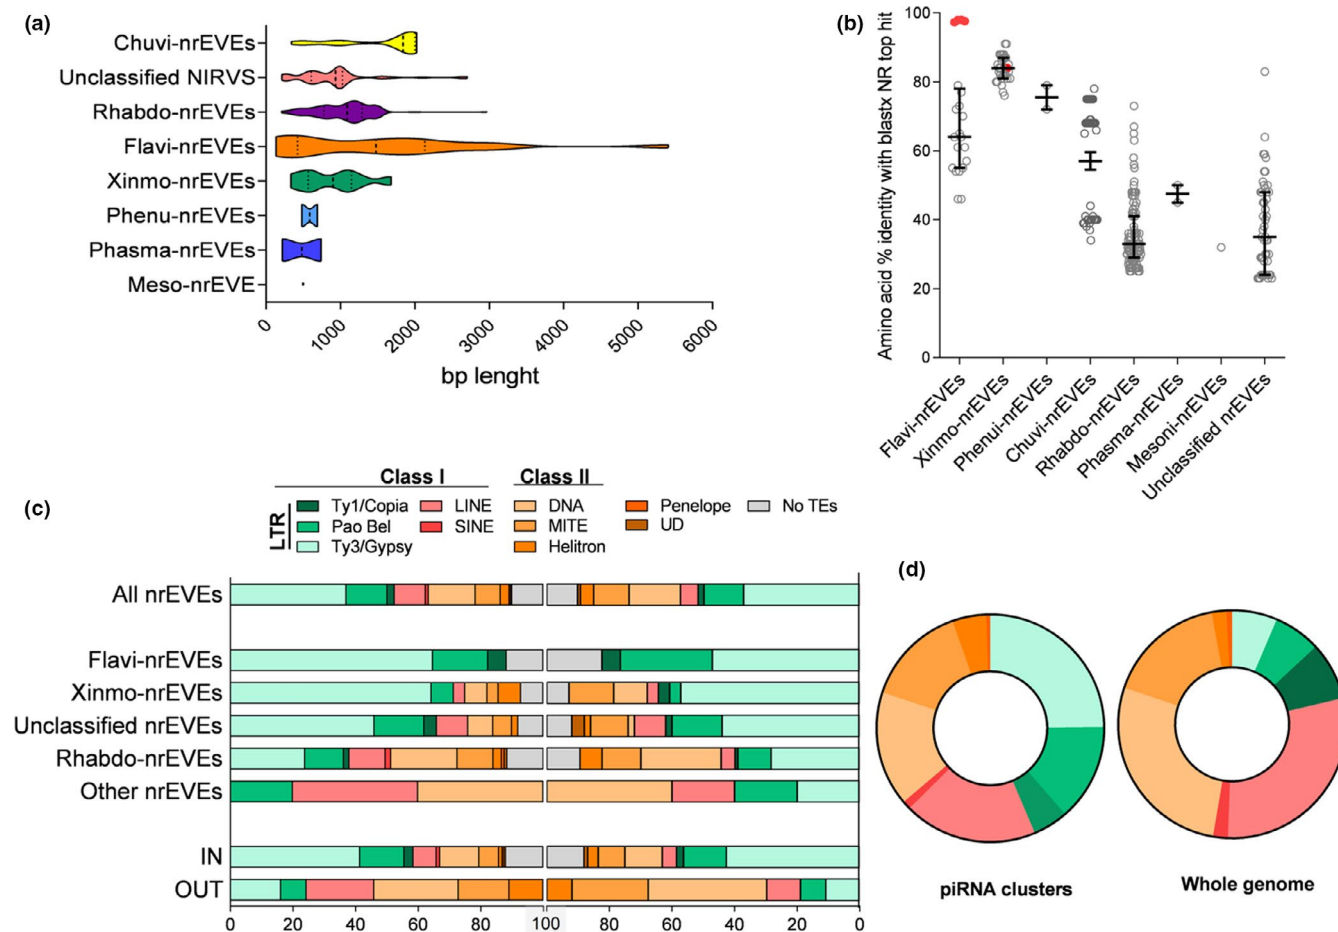 (a)
Chuvi-nrEVEs
Unclassified NIRVS
Rhabdo-nrEVEs
Flavi-nrEVEs
Xinmo-nrEVEs
Phenu-nrEVEs
Phasma-nrEVEs
Meso-nrEVE
0 1000 2000 3000 4000 5000 6000
bp lenght
(b)
Amino acid % identity with blastx NR top hit
100
80
60
40
20
0
Flavi-nrEVEs
Xinmo-nrEVEs
Phenui-nrEVEs
Chuvi-nrEVEs
Rhabdo-nrEVEs
Phasma-nrEVEs
Mesoni-nrEVEs
Unclassified nrEVEs
(c)
Class I Class II
LTR
Ty1/Copia LINE DNA Penelope No TEs
Pao Bel SINE MITE UD
Ty3/Gypsy Helitron
All nrEVEs
Flavi-nrEVEs
Xinmo-nrEVEs
Unclassified nrEVEs
Rhabdo-nrEVEs
Other nrEVEs
IN
OUT
0 20 40 60 80 100 80 60 40 20 0
(d)
piRNA clusters
Whole genome